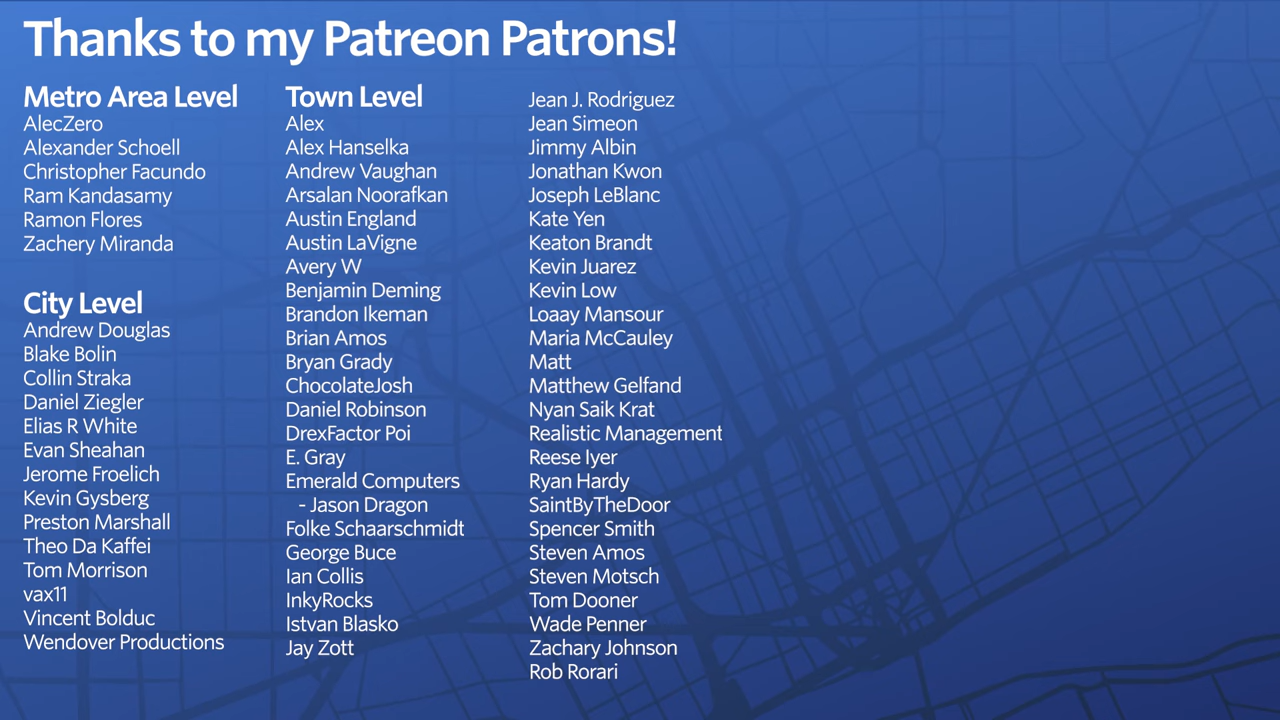 Thanks to my Patreon Patrons!
Metro Area Level
AlecZero
Alexander Schoell
Christopher Facundo
Ram Kandasamy
Ramon Flores
Zachery Miranda
City Level
Andrew Douglas
Blake Bolin
Collin Straka
Daniel Ziegler
Elias R White
Evan Sheahan
Jerome Froelich
Kevin Gysberg
Preston Marshall
Theo Da Kaffei
Tom Morrison
vax11
Vincent Bolduc
Wendover Productions
Town Level
Alex
Alex Hanselka
Andrew Vaughan
Arsalan Noorafkan
Austin England
Austin LaVigne
Avery W
Benjamin Deming
Brandon Ikeman
Brian Amos
Bryan Grady
ChocolateJosh
Daniel Robinson
DrexFactor Poi
E. Gray
Emerald Computers
- Jason Dragon
Folke Schaarschmidt
George Buce
Ian Collis
InkyRocks
Istvan Blasko
Jay Zott
Jean J. Rodriguez
Jean Simeon
Jimmy Albin
Jonathan Kwon
Joseph LeBlanc
Kate Yen
Keaton Brandt
Kevin Juarez
Kevin Low
Loaay Mansour
Maria McCauley
Matt
Matthew Gelfand
Nyan Saik Krat
Realistic Management
Reese Iyer
Ryan Hardy
SaintByTheDoor
Spencer Smith
Steven Amos
Steven Motsch
Tom Dooner
Wade Penner
Zachary Johnson
Rob Rorari